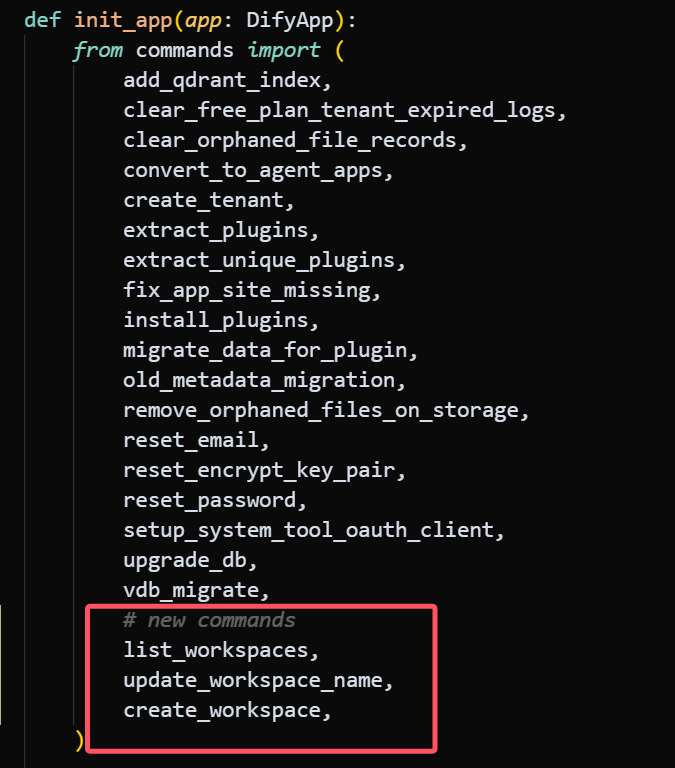 def init_app(app: DifyApp):
from commands import (
add_qdrant_index,
clear_free_plan_tenant_expired_logs,
clear_orphaned_file_records,
convert_to_agent_apps,
create_tenant,
extract_plugins,
extract_unique_plugins,
fix_app_site_missing,
install_plugins,
migrate_data_for_plugin,
old_metadata_migration,
remove_orphaned_files_on_storage,
reset_email,
reset_encrypt_key_pair,
reset_password,
setup_system_tool_oauth_client,
upgrade_db,
vdb_migrate,
# new commands
list_workspaces,
update_workspace_name,
create_workspace,
)